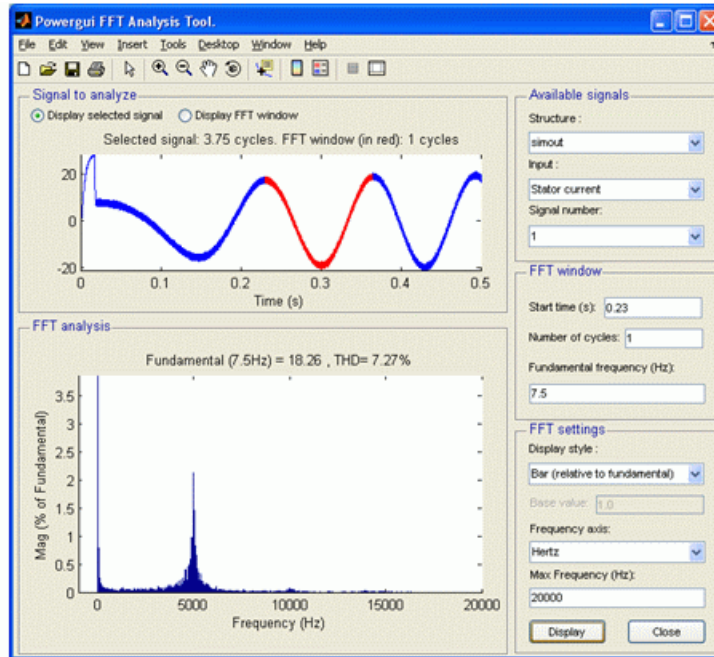 Powergui FFT Analysis Tool.
File Edit View Insert Tools Desktop Window Help
Signal to analyze
Display selected signal Display FFT window
Selected signal: 3.75 cycles. FFT window (in red): 1 cycles
20
0
-20
0 0.1 0.2 0.3 0.4 0.5
Time (s)
FFT analysis
Fundamental (7.5Hz) = 18.26 , THD= 7.27%
Mag (% of Fundamental)
3.5
3
2.5
2
1.5
1
0.5
0
0 5000 10000 15000 20000
Frequency (Hz)
Available signals
Structure :
simout
Input :
Stator current
Signal number:
1
FFT window
Start time (s): 0.23
Number of cycles: 1
Fundamental frequency (Hz):
7.5
FFT settings
Display style :
Bar (relative to fundamental)
Base value: 1.0
Frequency axis:
Hertz
Max Frequency (Hz):
20000
Display Close